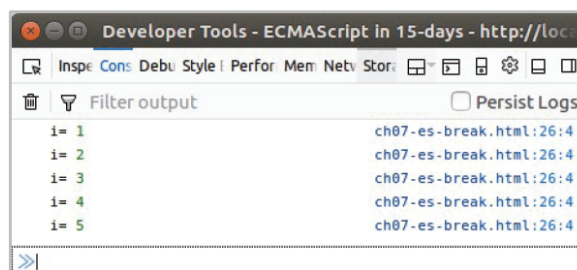 Developer Tools - ECMAScript in 15-days - http://loca
Inspe Cons Debu Style Perfor Mem Netw Stora
Filter output Persist Logs
i= 1 ch07-es-break.html:26:4
i= 2 ch07-es-break.html:26:4
i= 3 ch07-es-break.html:26:4
i= 4 ch07-es-break.html:26:4
i= 5 ch07-es-break.html:26:4